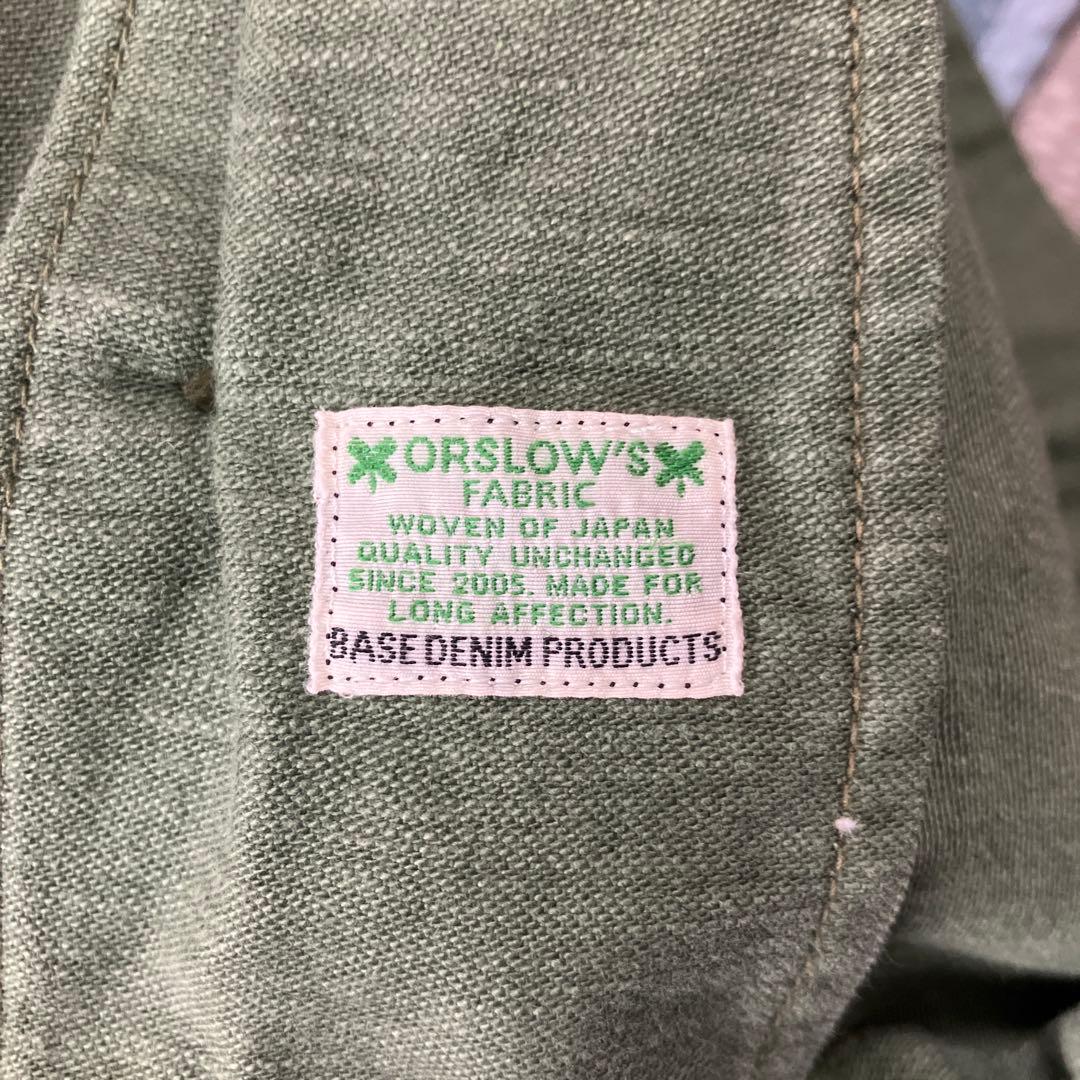 ORSLOW'S
FABRIC
WOVEN OF JAPAN
QUALITY UNCHANGED
SINCE 2005. MADE FOR
LONG AFFECTION.
BASE DENIM PRODUCTS.